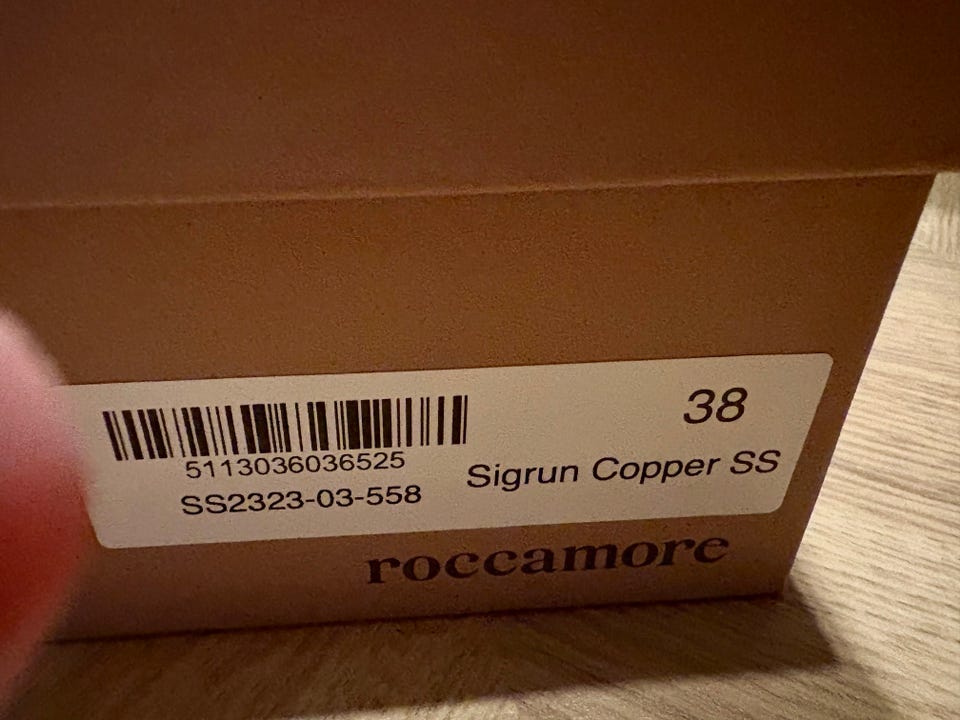 38
5113036036525
Sigrun Copper SS
SS2323-03-558
roccamore